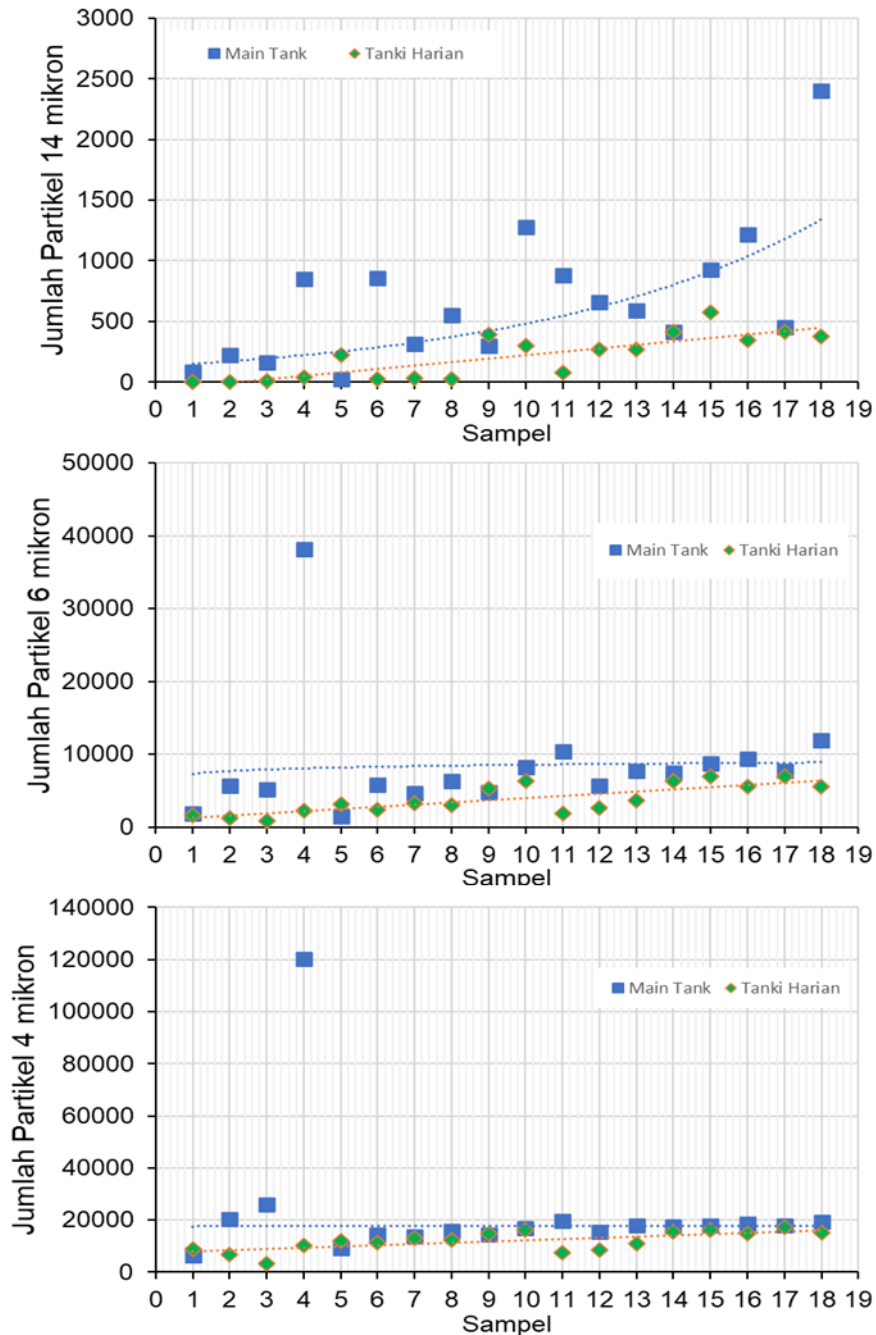 Jumlah Partikel 14 mikron
3000
2500
2000
1500
1000
500
0
Main Tank Tanki Harian
0 1 2 3 4 5 6 7 8 9 10 11 12 13 14 15 16 17 18 19
Sampel
Jumlah Partikel 6 mikron
50000
40000
30000
20000
10000
0
Main Tank Tanki Harian
0 1 2 3 4 5 6 7 8 9 10 11 12 13 14 15 16 17 18 19
Sampel
Jumlah Partikel 4 mikron
140000
120000
100000
80000
60000
40000
20000
0
Main Tank Tanki Harian
0 1 2 3 4 5 6 7 8 9 10 11 12 13 14 15 16 17 18 19
Sampel